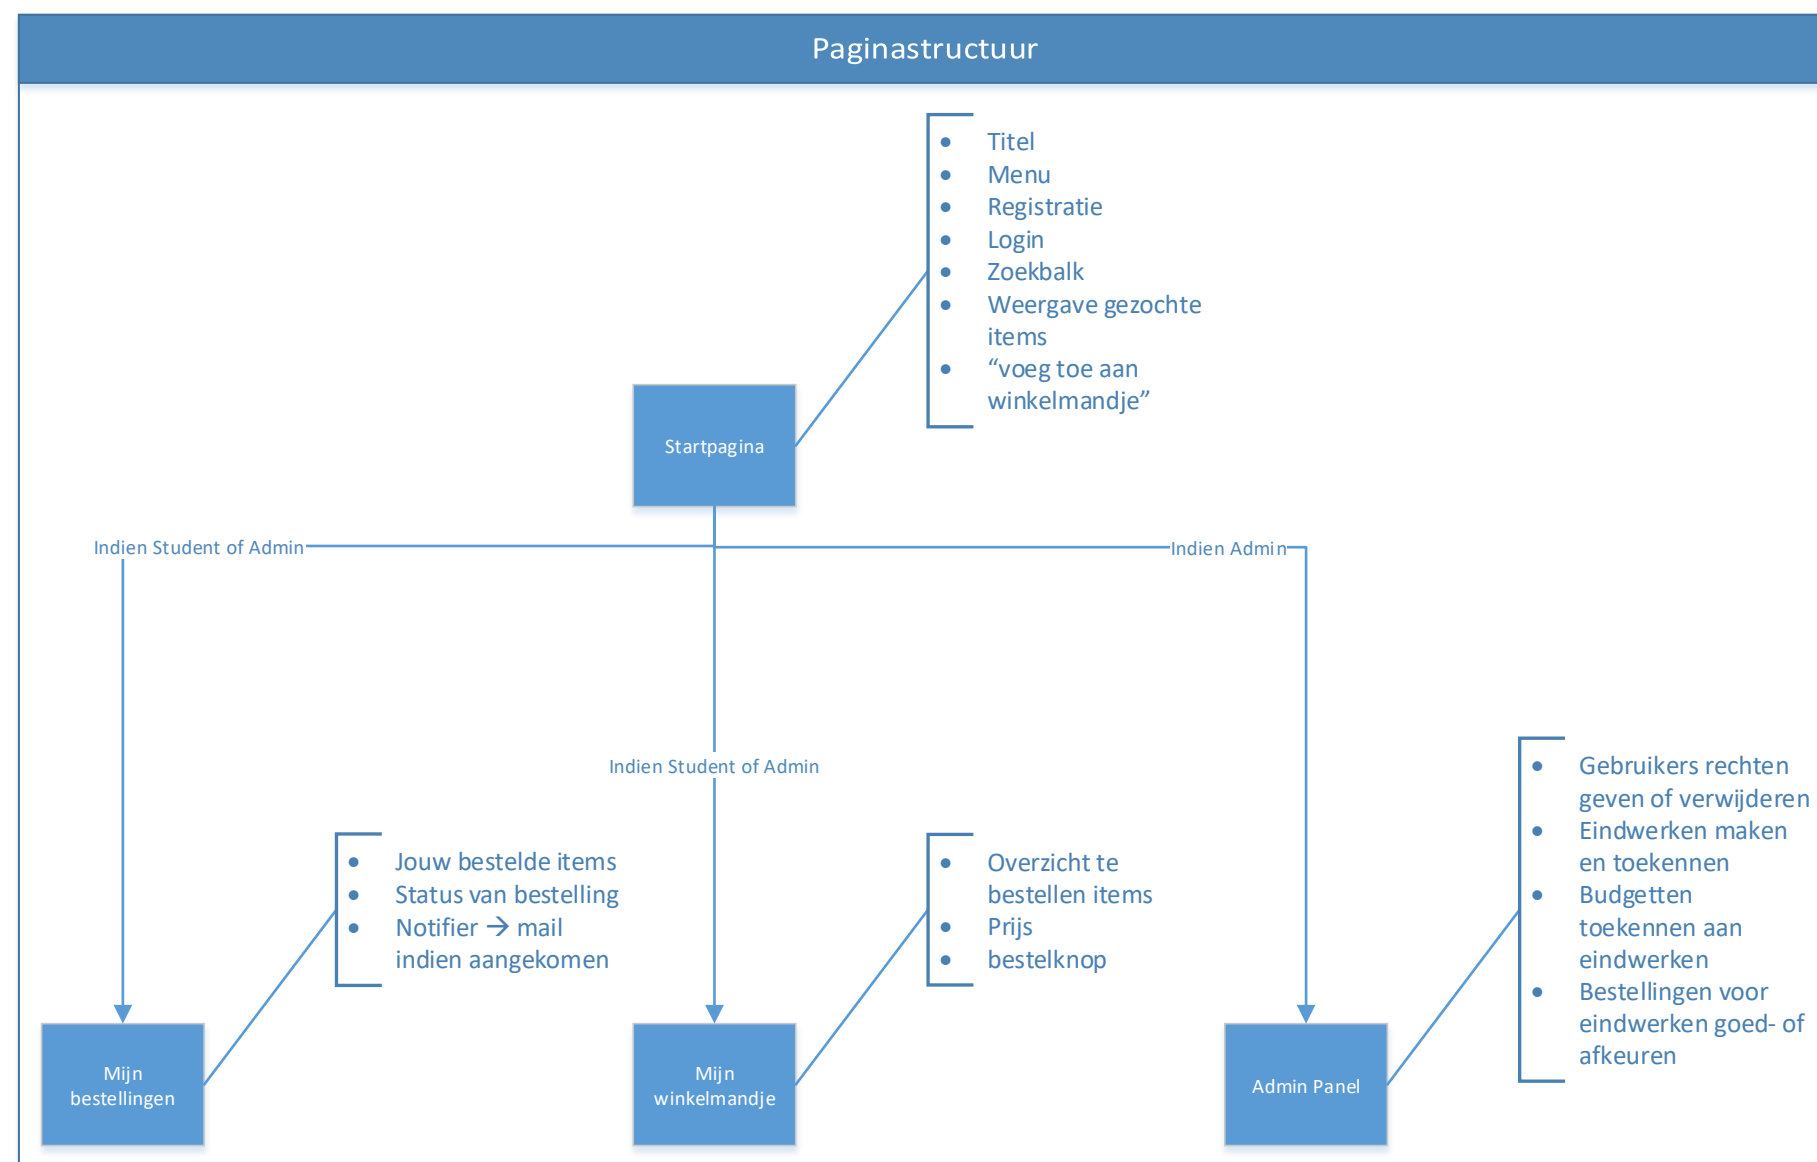 Paginastructuur
• Titel
• Menu
• Registratie
• Login
• Zoekbalk
• Weergave gezochte
items
• “voeg toe aan
winkelmandje”
Startpagina
Indien Student of Admin
Indien Admin
Indien Student of Admin
• Jouw bestelde items
• Status van bestelling
• Notifier → mail
indien aangekomen
• Overzicht te
bestellen items
• Prijs
• bestelknop
• Gebruikers rechten
geven of verwijderen
• Eindwerken maken
en toekennen
• Budgetten
toekennen aan
eindwerken
• Bestellingen voor
eindwerken goed- of
afkeuren
Mijn
bestellingen
Mijn
winkelmandje
Admin Panel